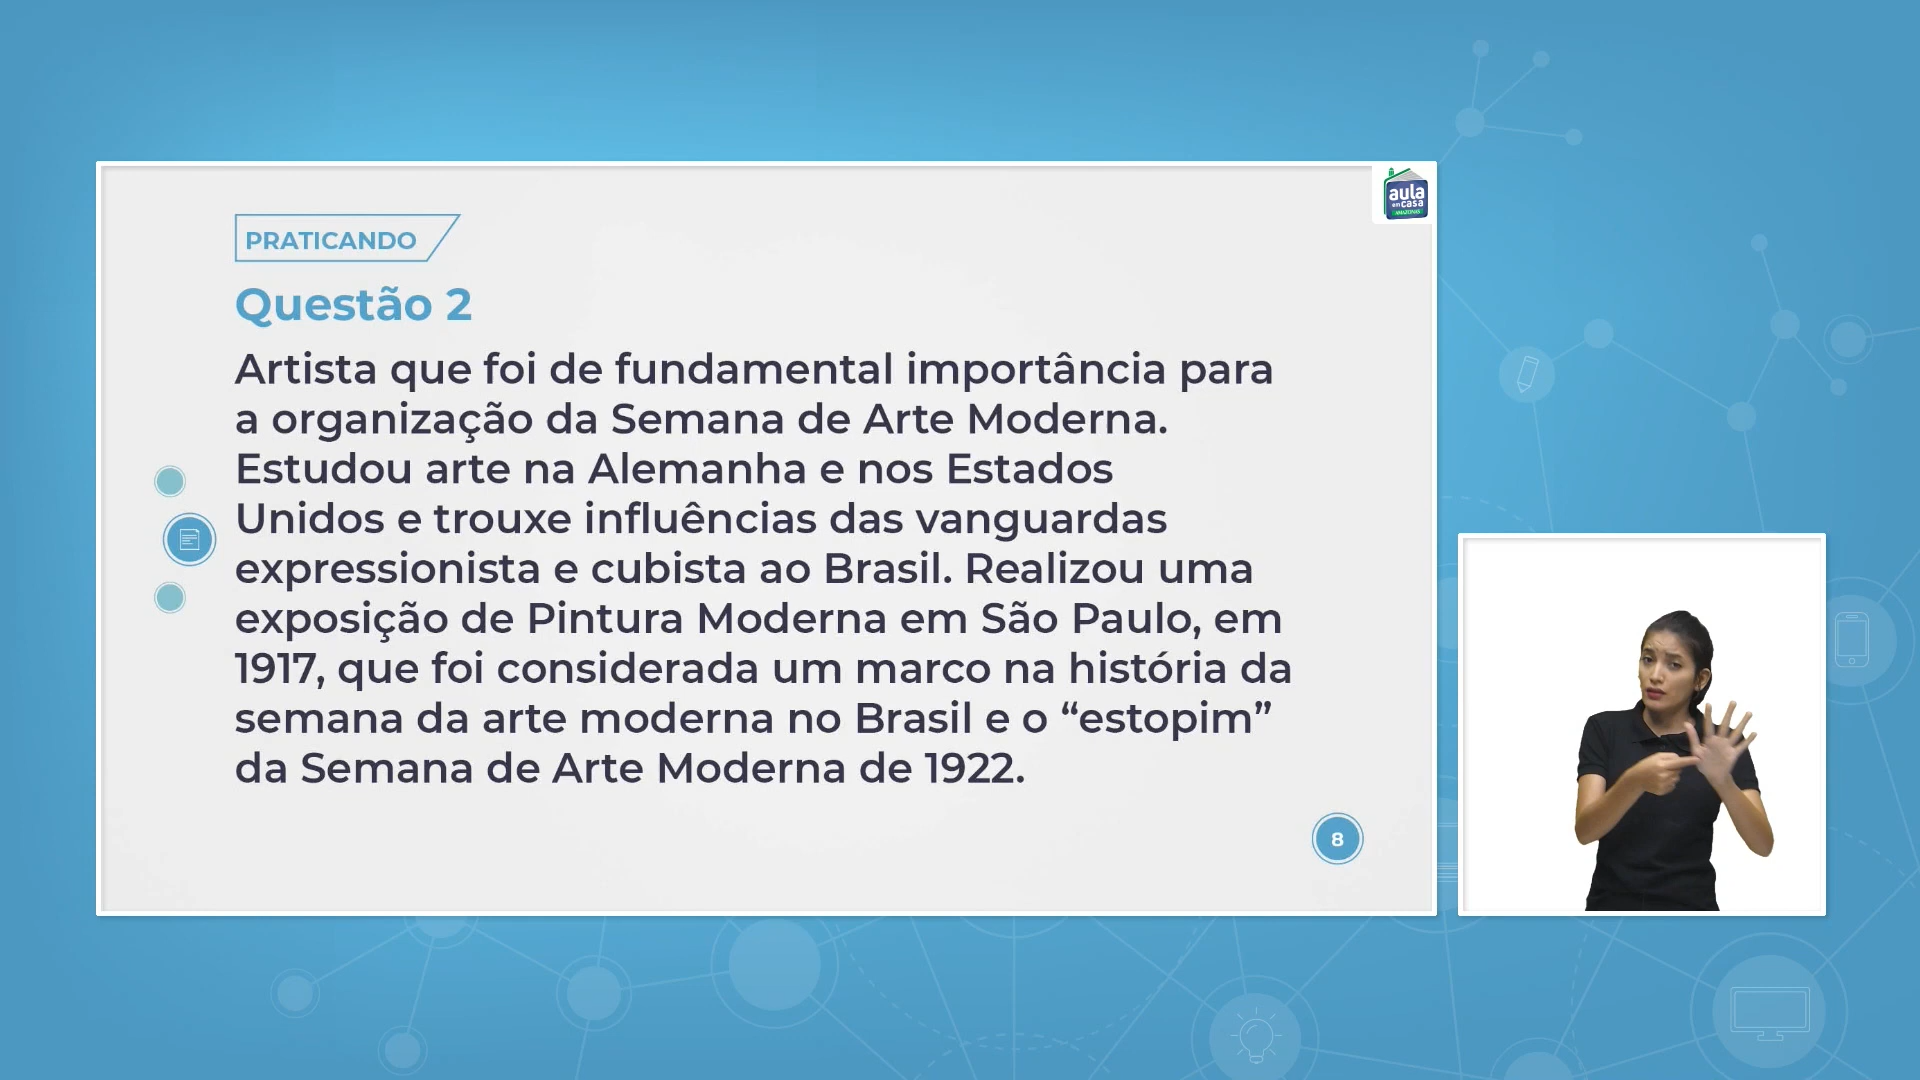 aula
em casa
AMAZONAS
PRATICANDO
Questão 2
Artista que foi de fundamental importância para
a organização da Semana de Arte Moderna.
Estudou arte na Alemanha e nos Estados
Unidos e trouxe influências das vanguardas
expressionista e cubista ao Brasil. Realizou uma
exposição de Pintura Moderna em São Paulo, em
1917, que foi considerada um marco na história da
semana da arte moderna no Brasil e o “estopim”
da Semana de Arte Moderna de 1922.
8